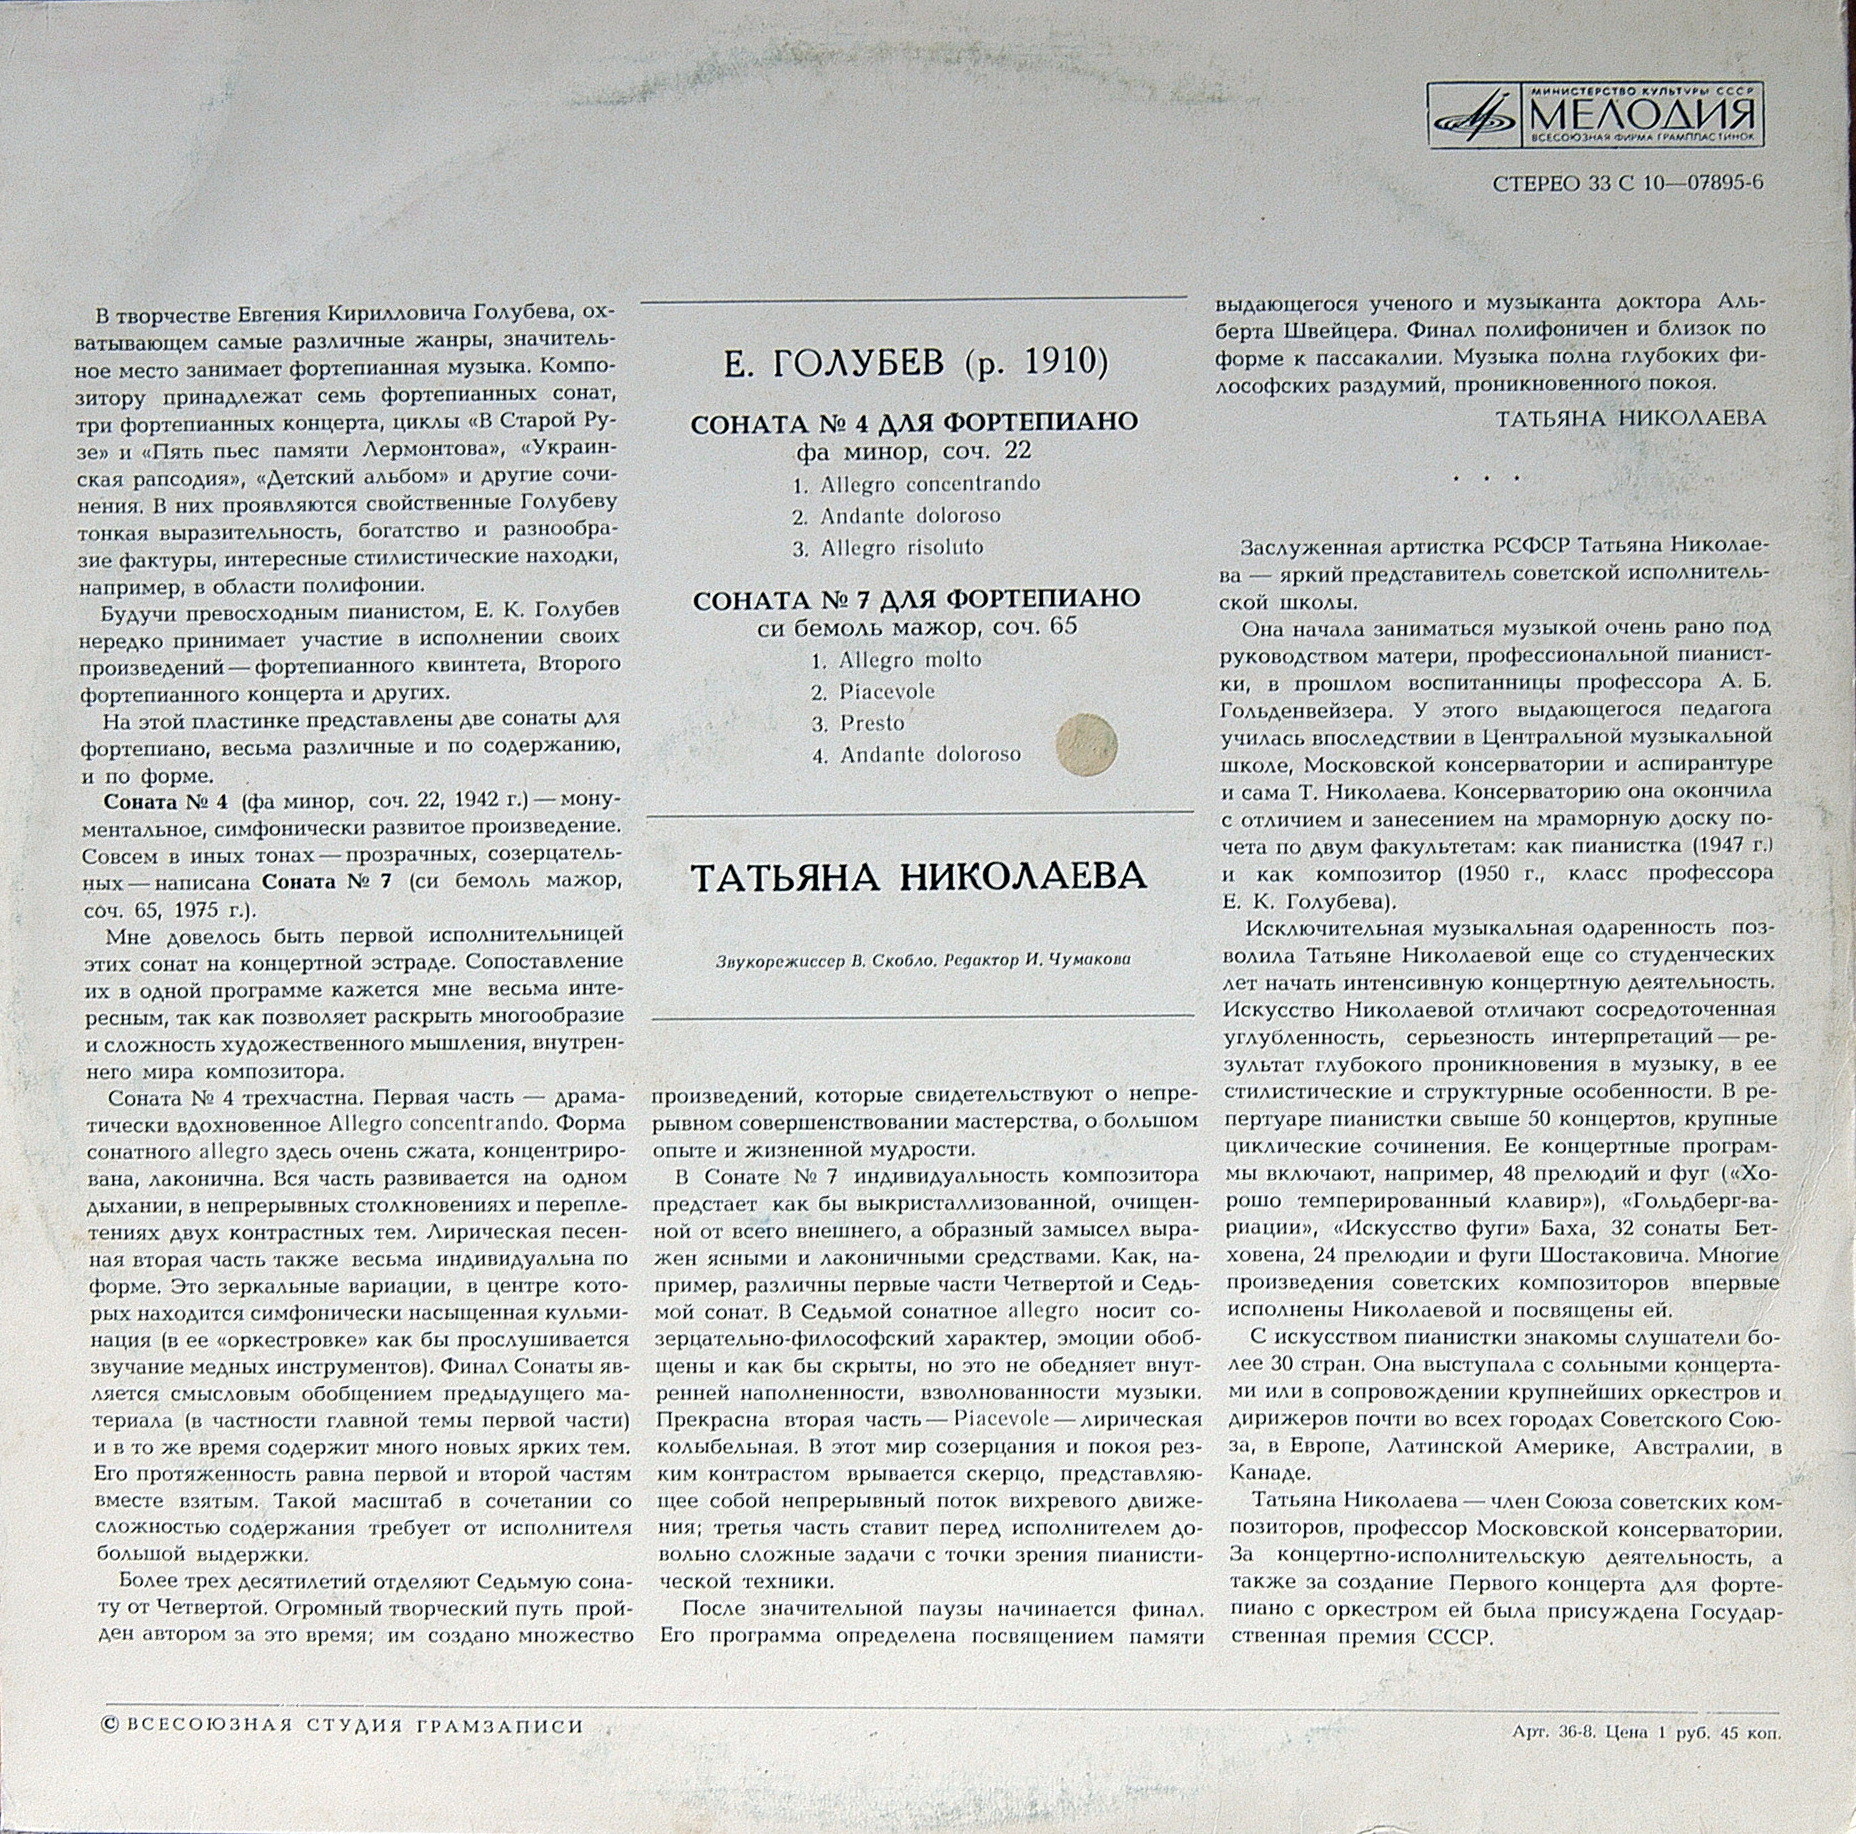 МИНИСТЕРСТВО КУЛЬТУРЫ СССР
МЕЛОДИЯ
ВСЕСОЮЗНАЯ ФИРМА ГРАМПЛАСТИНОК
СТЕРЕО 33 С 10—07895-6
В творчестве Евгения Кирилловича Голубева, ох-
ватывающем самые различные жанры, значитель-
ное место занимает фортепианная музыка. Компо-
зитору принадлежат семь фортепианных сонат,
три фортепианных концерта, циклы «В Старой Ру-
зе» и «Пять пьес памяти Лермонтова», «Украин-
ская рапсодия», «Детский альбом» и другие сочи-
нения. В них проявляются свойственные Голубеву
тонкая выразительность, богатство и разнообра-
зие фактуры, интересные стилистические находки,
например, в области полифонии.
Будучи превосходным пианистом, Е. К. Голубев
нередко принимает участие в исполнении своих
произведений — фортепианного квинтета, Второго
фортепианного концерта и других.
На этой пластинке представлены две сонаты для
фортепиано, весьма различные и по содержанию,
и по форме.
Соната № 4 (фа минор, соч. 22, 1942 г.) — мону-
ментальное, симфонически развитое произведение.
Совсем в иных тонах — прозрачных, созерцатель-
ных — написана Соната № 7 (си бемоль мажор,
соч. 65, 1975 г.).
Мне довелось быть первой исполнительницей
этих сонат на концертной эстраде. Сопоставление
их в одной программе кажется мне весьма инте-
ресным, так как позволяет раскрыть многообразие
и сложность художественного мышления, внутрен-
него мира композитора.
Соната № 4 трехчастна. Первая часть — драма-
тически вдохновенное Allegro concentrando. Форма
сонатного allegro здесь очень сжата, концентриро-
вана, лаконична. Вся часть развивается на одном
дыхании, в непрерывных столкновениях и перепле-
тениях двух контрастных тем. Лирическая песен-
ная вторая часть также весьма индивидуальна по
форме. Это зеркальные вариации, в центре кото-
рых находится симфонически насыщенная кульми-
нация (в ее «оркестровке» как бы прослушивается
звучание медных инструментов). Финал Сонаты яв-
ляется смысловым обобщением предыдущего ма-
териала (в частности главной темы первой части)
и в то же время содержит много новых ярких тем.
Его протяженность равна первой и второй частям
вместе взятым. Такой масштаб в сочетании со
сложностью содержания требует от исполнителя
большой выдержки.
Более трех десятилетий отделяют Седьмую сона-
ту от Четвертой. Огромный творческий путь прой-
ден автором за это время; им создано множество
Е. ГОЛУБЕВ (р. 1910)
СОНАТА № 4 ДЛЯ ФОРТЕПИАНО
фа минор, соч. 22
1. Allegro concentrando
2. Andante doloroso
3. Allegro risoluto
СОНАТА № 7 ДЛЯ ФОРТЕПИАНО
си бемоль мажор, соч. 65
1. Allegro molto
2. Piacevole
3. Presto
4. Andante doloroso
ТАТЬЯНА НИКОЛАЕВА
Звукорежиссер В. Скобло. Редактор И. Чумакова
произведений, которые свидетельствуют о непре-
рывном совершенствовании мастерства, о большом
опыте и жизненной мудрости.
В Сонате № 7 индивидуальность композитора
предстает как бы выкристаллизованной, очищен-
ной от всего внешнего, а образный замысел выра-
жен ясными и лаконичными средствами. Как, на-
пример, различны первые части Четвертой и Седь-
мой сонат. В Седьмой сонатное allegro носит со-
зерцательно-философский характер, эмоции обоб-
щены и как бы скрыты, но это не обедняет внут-
ренней наполненности, взволнованности музыки.
Прекрасна вторая часть — Piacevole — лирическая
колыбельная. В этот мир созерцания и покоя рез-
ким контрастом врывается скерцо, представляю-
щее собой непрерывный поток вихревого движе-
ния; третья часть ставит перед исполнителем до-
вольно сложные задачи с точки зрения пианисти-
ческой техники.
После значительной паузы начинается финал.
Его программа определена посвящением памяти
выдающегося ученого и музыканта доктора Аль-
берта Швейцера. Финал полифоничен и близок по
форме к пассакалии. Музыка полна глубоких фи-
лософских раздумий, проникновенного покоя.
ТАТЬЯНА НИКОЛАЕВА
. . .
Заслуженная артистка РСФСР Татьяна Николае-
ва — яркий представитель советской исполнитель-
ской школы.
Она начала заниматься музыкой очень рано под
руководством матери, профессиональной пианист-
ки, в прошлом воспитанницы профессора А. Б.
Гольденвейзера. У этого выдающегося педагога
училась впоследствии в Центральной музыкальной
школе, Московской консерватории и аспирантуре
и сама Т. Николаева. Консерваторию она окончила
с отличием и занесением на мраморную доску по-
чета по двум факультетам: как пианистка (1947 г.)
и как композитор (1950 г., класс профессора
Е. К. Голубева).
Исключительная музыкальная одаренность поз-
волила Татьяне Николаевой еще со студенческих
лет начать интенсивную концертную деятельность.
Искусство Николаевой отличают сосредоточенная
углубленность, серьезность интерпретаций — ре-
зультат глубокого проникновения в музыку, в ее
стилистические и структурные особенности. В ре-
пертуаре пианистки свыше 50 концертов, крупные
циклические сочинения. Ее концертные програм-
мы включают, например, 48 прелюдий и фуг («Хо-
рошо темперированный клавир»), «Гольдберг-ва-
риации», «Искусство фуги» Баха, 32 сонаты Бет-
ховена, 24 прелюдии и фуги Шостаковича. Многие
произведения советских композиторов впервые
исполнены Николаевой и посвящены ей.
С искусством пианистки знакомы слушатели бо-
лее 30 стран. Она выступала с сольными концерта-
ми или в сопровождении крупнейших оркестров и
дирижеров почти во всех городах Советского Сою-
за, в Европе, Латинской Америке, Австралии, в
Канаде.
Татьяна Николаева — член Союза советских ком-
позиторов, профессор Московской консерватории.
За концертно-исполнительскую деятельность, а
также за создание Первого концерта для форте-
пиано с оркестром ей была присуждена Государ-
ственная премия СССР.
© ВСЕСОЮЗНАЯ СТУДИЯ ГРАМЗАПИСИ
Арт. 36-8. Цена 1 руб. 45 коп.